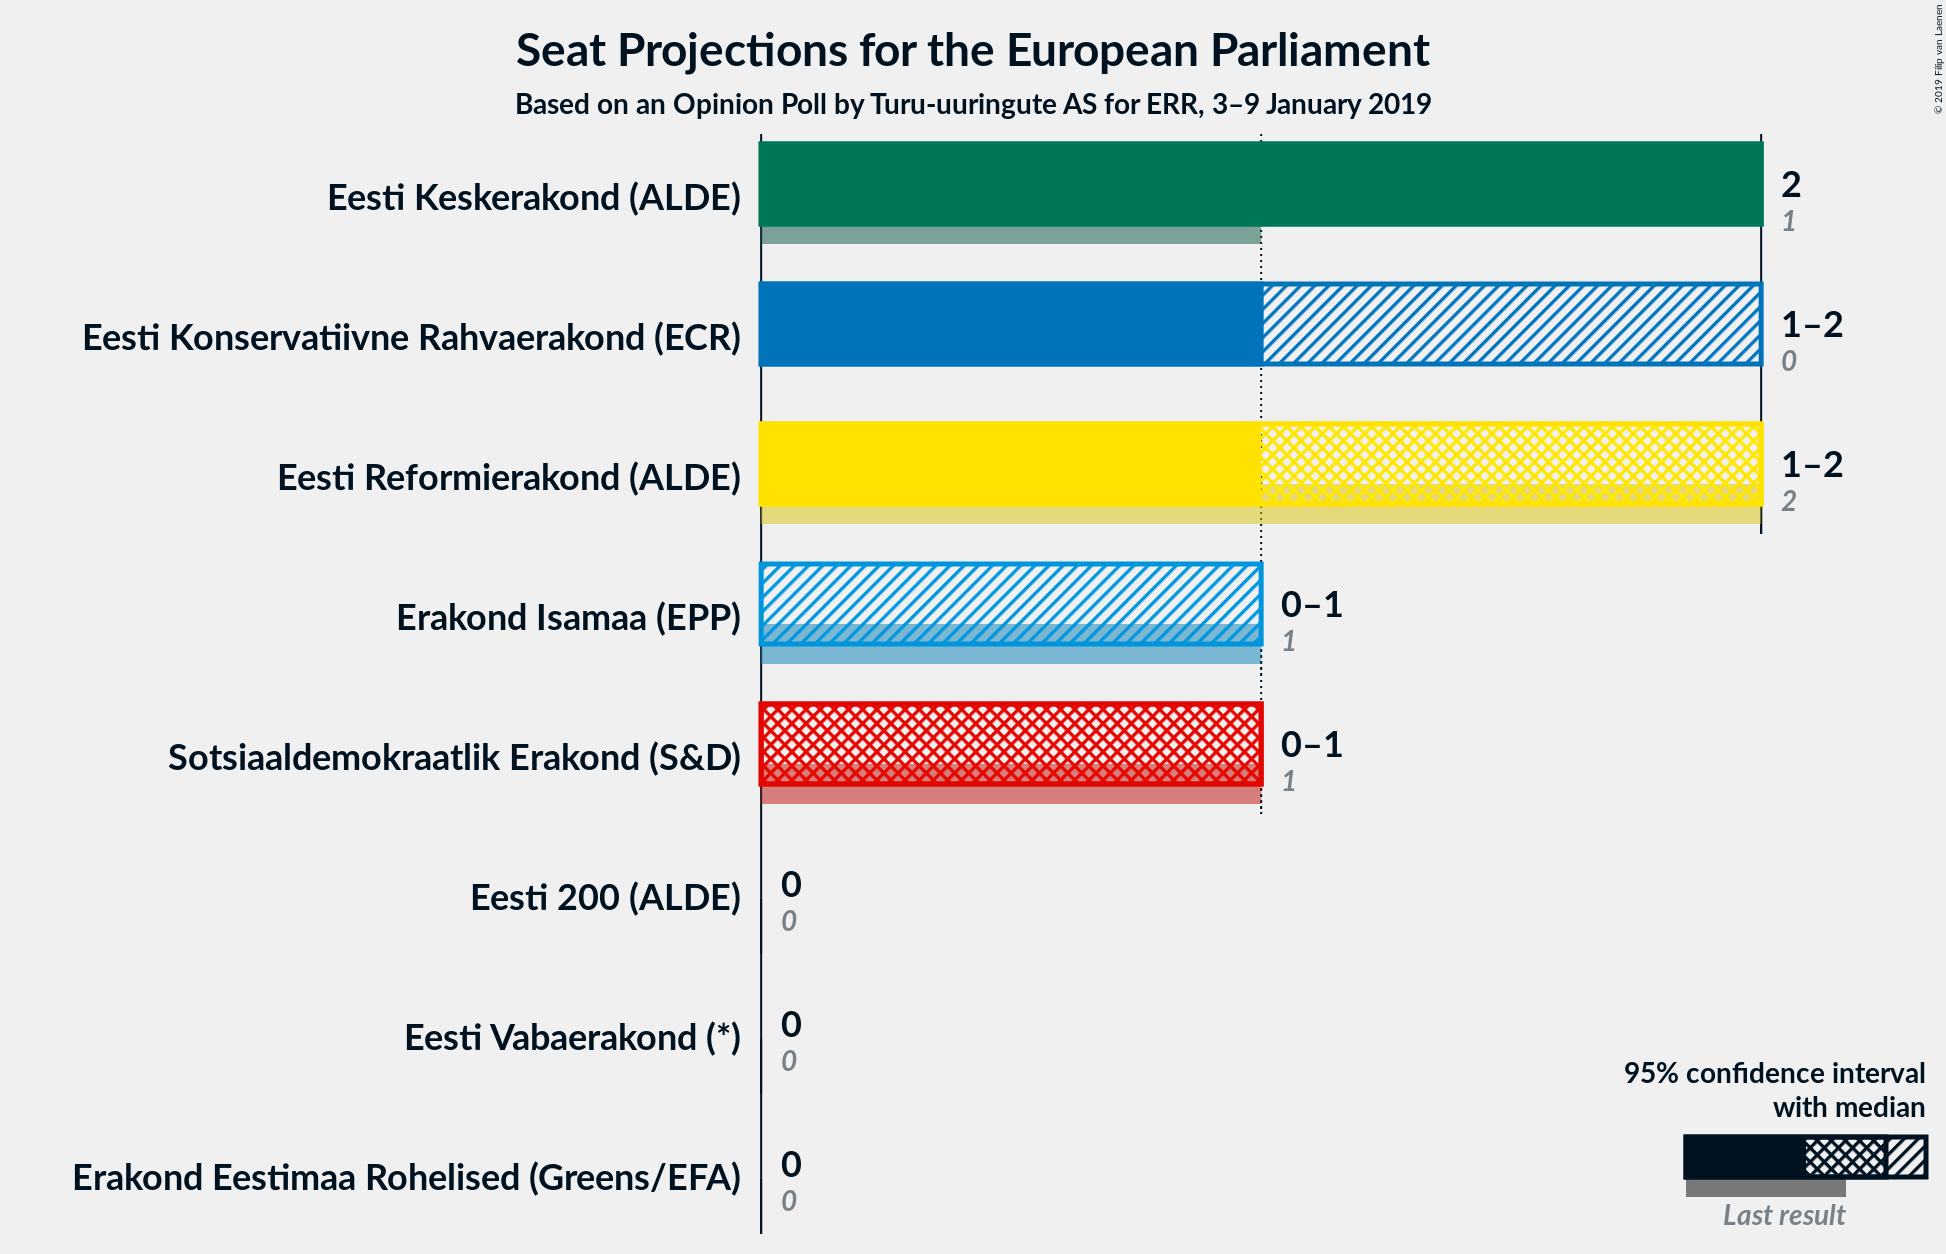 Seat Projections for the European Parliament
Based on an Opinion Poll by Turu-uuringute AS for ERR, 3–9 January 2019
© 2019 Filip van Laenen
Eesti Keskerakond (ALDE)
2
1
Eesti Konservatiivne Rahvaerakond (ECR)
1–2
0
Eesti Reformierakond (ALDE)
1–2
2
Erakond Isamaa (EPP)
0–1
1
Sotsiaaldemokraatlik Erakond (S&D)
0–1
1
Eesti 200 (ALDE)
0
0
Eesti Vabaerakond (*)
0
0
Erakond Eestimaa Rohelised (Greens/EFA)
0
0
95% confidence interval
with median
Last result